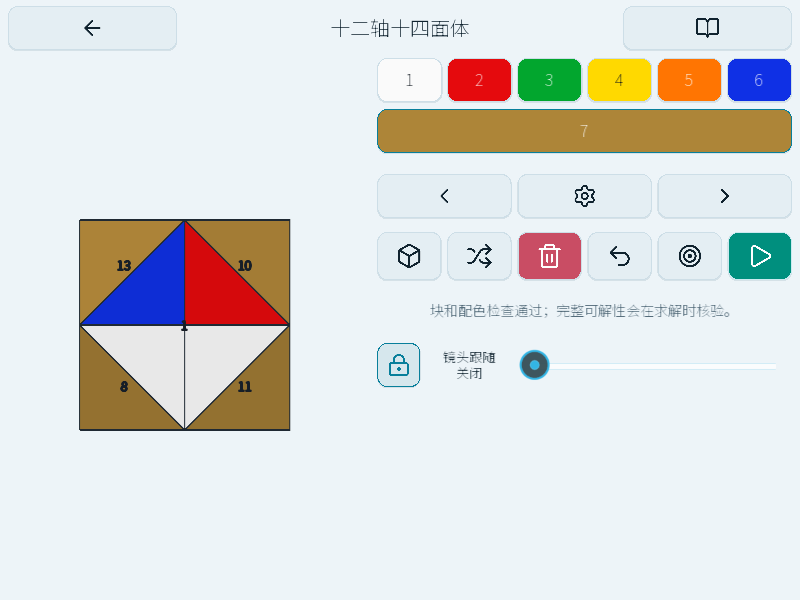 十二轴十四面体
1 2 3 4 5 6
7
块和配色检查通过；完整可解性会在求解时核验。
镜头跟随
关闭
13 10
1
8 11